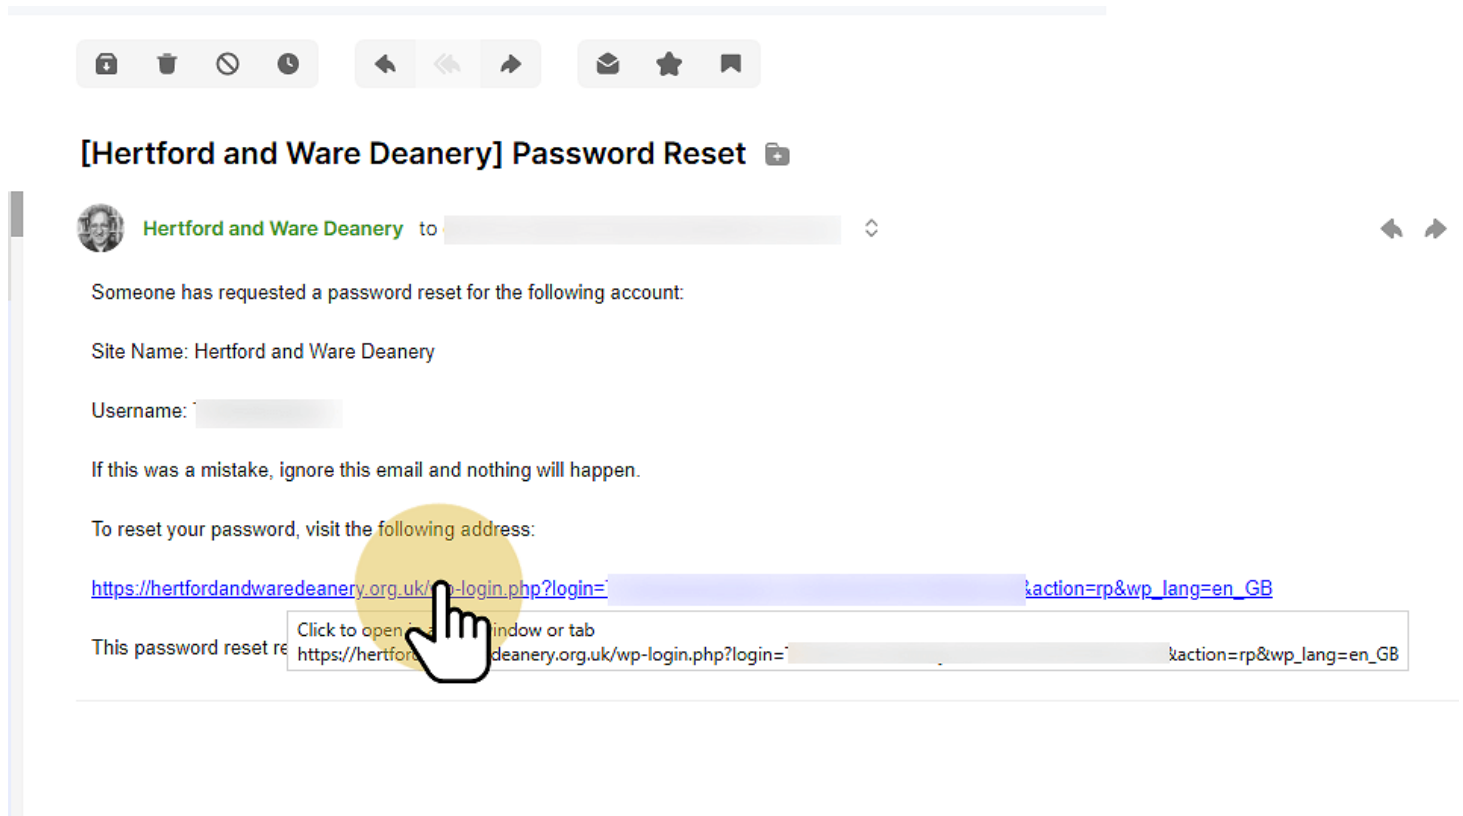 [Hertford and Ware Deanery] Password Reset
Hertford and Ware Deanery to
Someone has requested a password reset for the following account:
Site Name: Hertford and Ware Deanery
Username:
If this was a mistake, ignore this email and nothing will happen.
To reset your password, visit the following address:
https://hertfordandwaredeanery.org.uk/wp-login.php?login= &action=rp&wp_lang=en_GB
Click to open in window or tab
This password reset
https://hertford deanery.org.uk/wp-login.php?login= &action=rp&wp_lang=en_GB